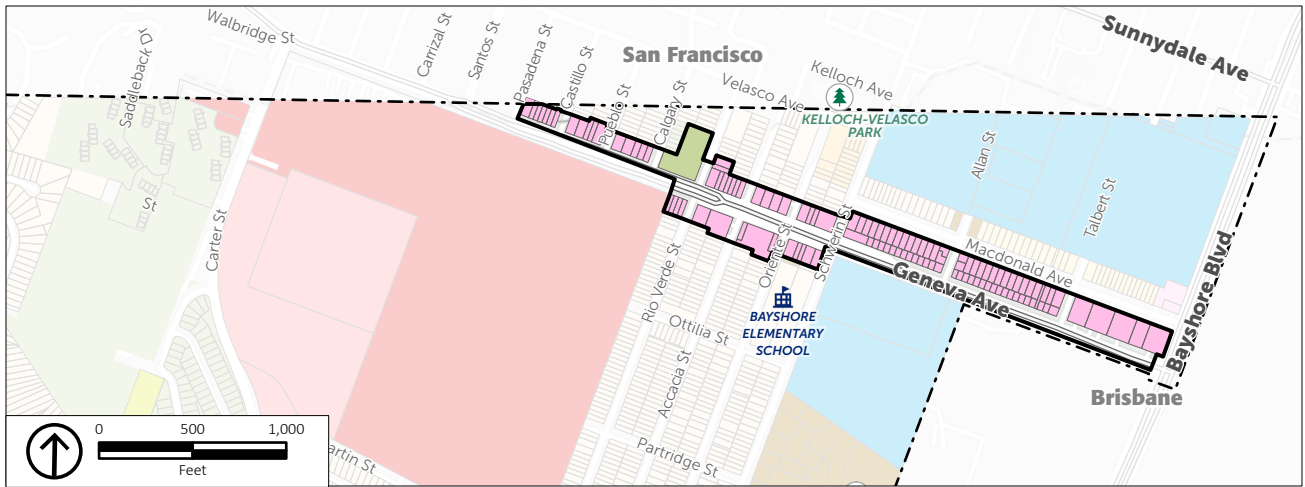 Walbridge St
Saddleback Dr
Carrizal St
Santos St
Pasadena St
Castillo St
Pueblo St
Calgary St
San Francisco
Velasco Ave
Kelloch Ave
KELLOCH-VELASCO
PARK
Sunnydale Ave
Allan St
Talbert St
St
Carter St
Rio Verde St
Oriente St
Schwerin St
Macdonald Ave
Geneva Ave
Bayshore Blvd
BAYSHORE
ELEMENTARY
SCHOOL
Ottilia St
Accacia St
Partridge St
Brisbane
artin St
0 500 1,000
Feet